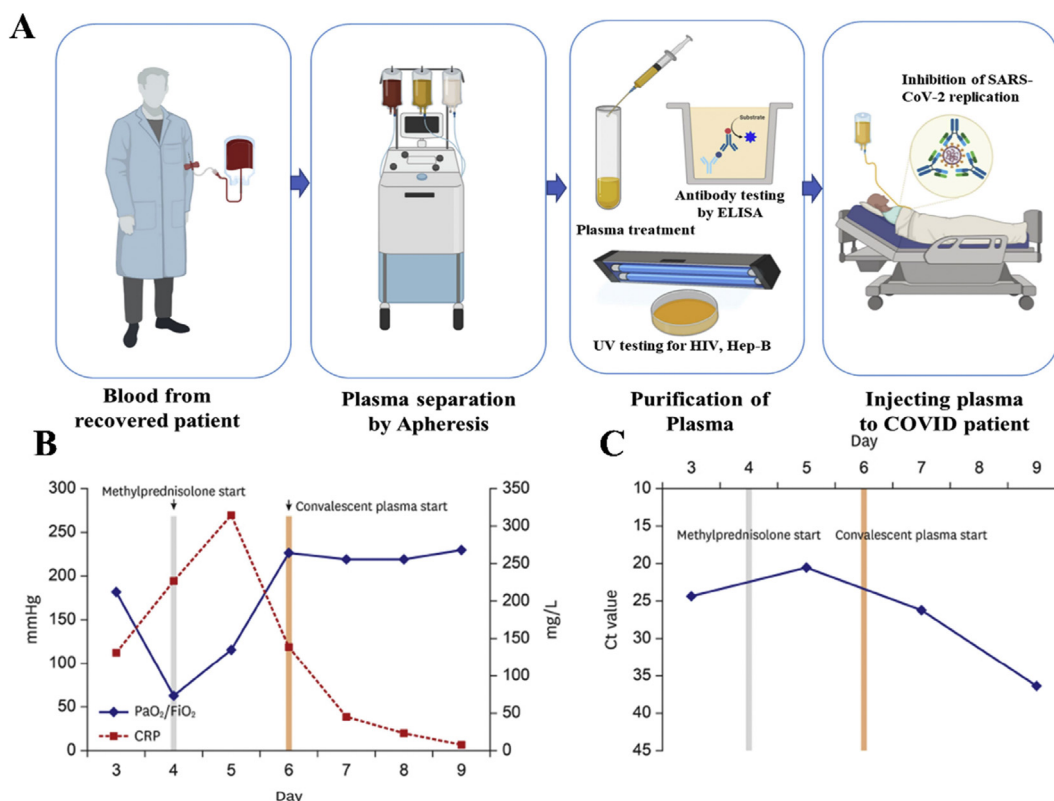 A
Substrate
Antibody testing
by ELISA
Plasma treatment
UV testing for HIV, Hep-B
Inhibition of SARS-
CoV-2 replication
Blood from
recovered patient
Plasma separation
by Apheresis
Purification of
Plasma
Injecting plasma
to COVID patient
B
Methylprednisolone start
Convalescent plasma start
300
250
200
150
100
50
0
mmHg
350
300
250
200
150
100
50
0
mg/L
PaO₂/FiO₂
CRP
3 4 5 6 7 8 9
Day
C
Day
3 4 5 6 7 8 9
10
15
20
25
30
35
40
45
Ct value
Methylprednisolone start
Convalescent plasma start